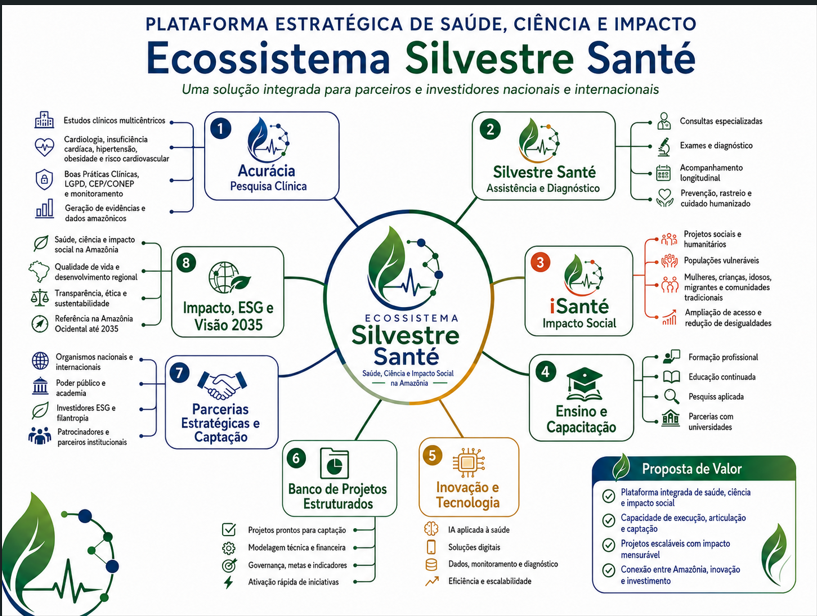 PLATAFORMA ESTRATÉGICA DE SAÚDE, CIÊNCIA E IMPACTO
Ecossistema Silvestre Santé
Uma solução integrada para parceiros e investidores nacionais e internacionais
1
Acurácia
Pesquisa Clínica
Estudos clínicos multicêntricos
Cardiologia, insuficiência
cardíaca, hipertensão,
obesidade e risco cardiovascular
Boas Práticas Clínicas,
LGPD, CEP/CONEP
e monitoramento
Geração de evidências e
dados amazônicos
2
Silvestre Santé
Assistência e Diagnóstico
Consultas especializadas
Exames e diagnóstico
Acompanhamento
longitudinal
Prevenção, rastreio e
cuidado humanizado
8
Impacto, ESG e
Visão 2035
Saúde, ciência e impacto
social na Amazônia
Qualidade de vida e
desenvolvimento regional
Transparência, ética e
sustentabilidade
Referência na Amazônia
Ocidental até 2035
ECOSSISTEMA
Silvestre
Santé
Saúde, Ciência e Impacto Social
na Amazônia
3
iSanté
Impacto Social
Projetos sociais e
humanitários
Populações vulneráveis
Mulheres, crianças, idosos,
migrantes e comunidades
tradicionais
Ampliação de acesso e
redução de desigualdades
7
Parcerias
Estratégicas e
Captação
Organismos nacionais e
internacionais
Poder público e
academia
Investidores ESG e
filantropia
Patrocinadores e
parceiros institucionais
4
Ensino e
Capacitação
Formação profissional
Educação continuada
Pesquisa aplicada
Parcerias com
universidades
6
Banco de Projetos
Estruturados
Projetos prontos para captação
Modelagem técnica e financeira
Governança, metas e indicadores
Ativação rápida de iniciativas
5
Inovação e
Tecnologia
IA aplicada à saúde
Soluções digitais
Dados, monitoramento e diagnóstico
Eficiência e escalabilidade
Proposta de Valor
Plataforma integrada de saúde, ciência
e impacto social
Capacidade de execução, articulação
e captação
Projetos escaláveis com impacto
mensurável
Conexão entre Amazônia, inovação
e investimento